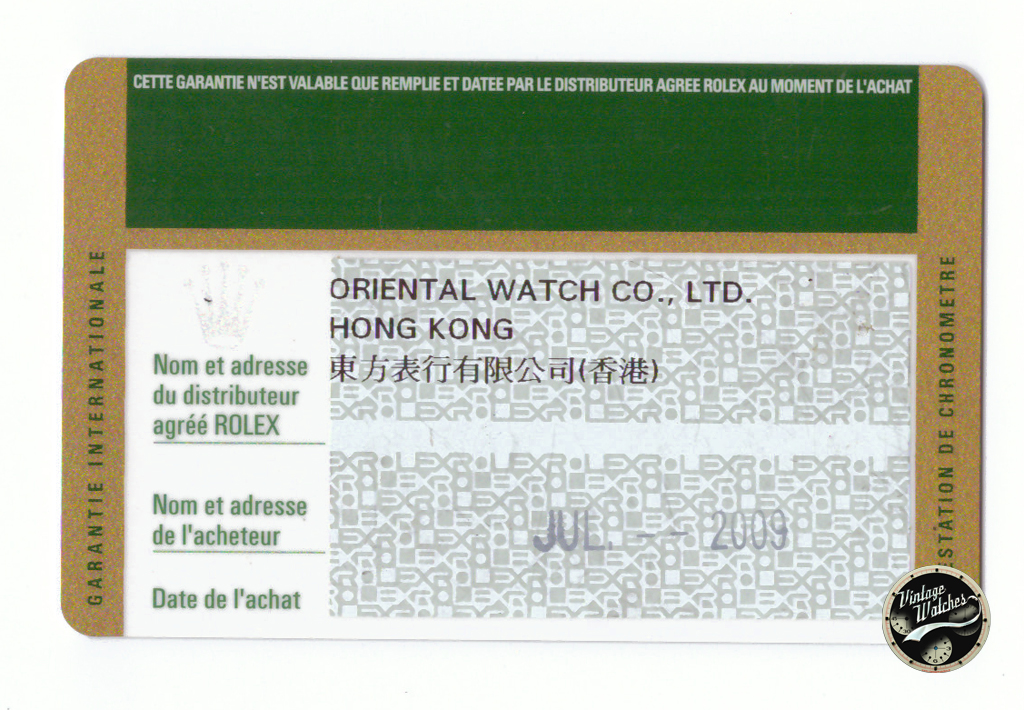 CETTE GARANTIE N'EST VALABLE QUE REMPLIE ET DATEE PAR LE DISTRIBUTEUR AGREE ROLEX AU MOMENT DE L'ACHAT
GARANTIE INTERNATIONALE
ORIENTAL WATCH CO., LTD.
HONG KONG
東方表行有限公司(香港)
Nom et adresse
du distributeur
agréé ROLEX
Nom et adresse
de l'acheteur
JUL. - - 2009
Date de l'achat
ESTATION DE CHRONOMETRE
Vintage
Watches